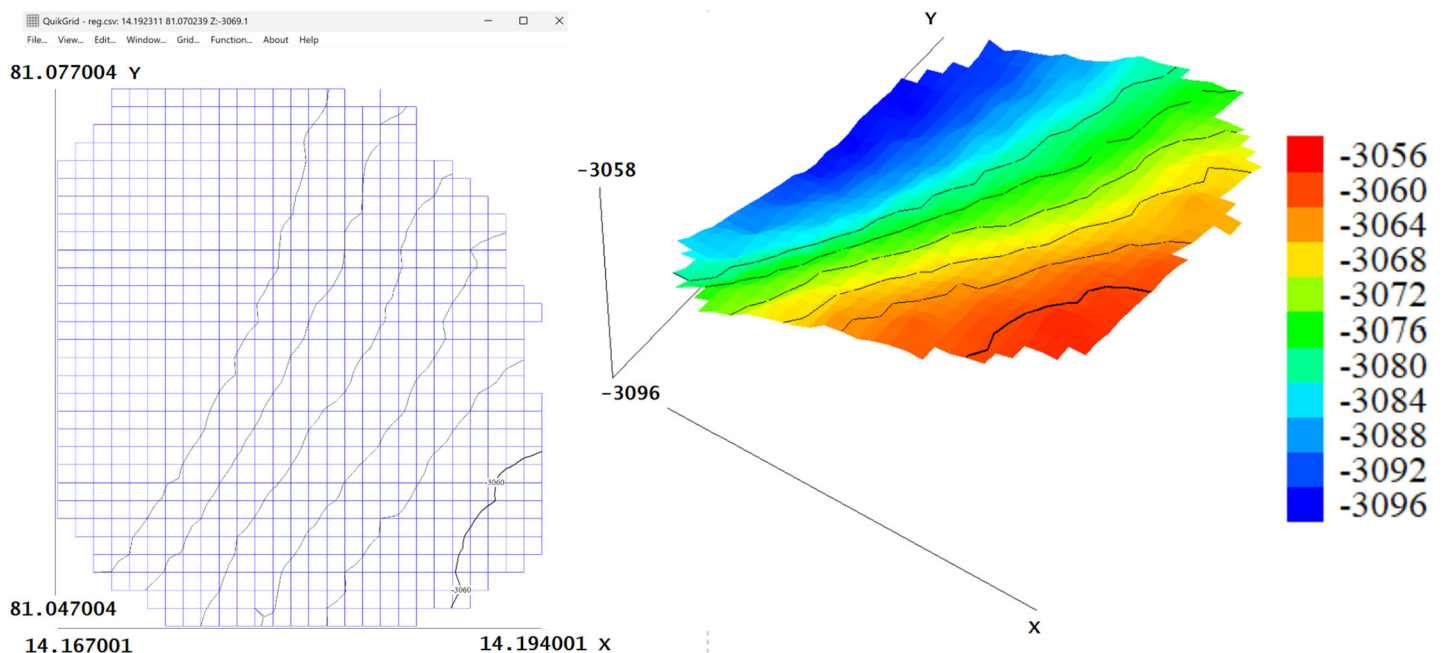 QuikGrid - reg.csv: 14.192311 81.070239 Z:-3069.1
File... View... Edit... Window... Grid... Function... About Help
81.077004 Y
-3060
-3060
81.047004
14.167001
14.194001 X
Y
-3058
-3096
X
-3056
-3060
-3064
-3068
-3072
-3076
-3080
-3084
-3088
-3092
-3096